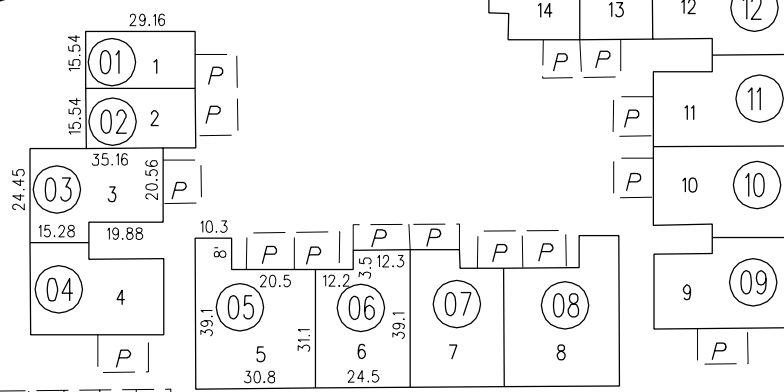 14 13 12 12
29.16
15.54 01 1 P
P P
11 11
15.54 02 2 P
P
35.16
24.45 03 3 20.56 P
P 10 10
15.28 19.88
10.3
8' P P P P P P
3.5 12.3
20.5 12.2
04 4
39.1 05 31.1 06 39.1 07 08
9 09
5 6 7 8
P
P
30.8 24.5